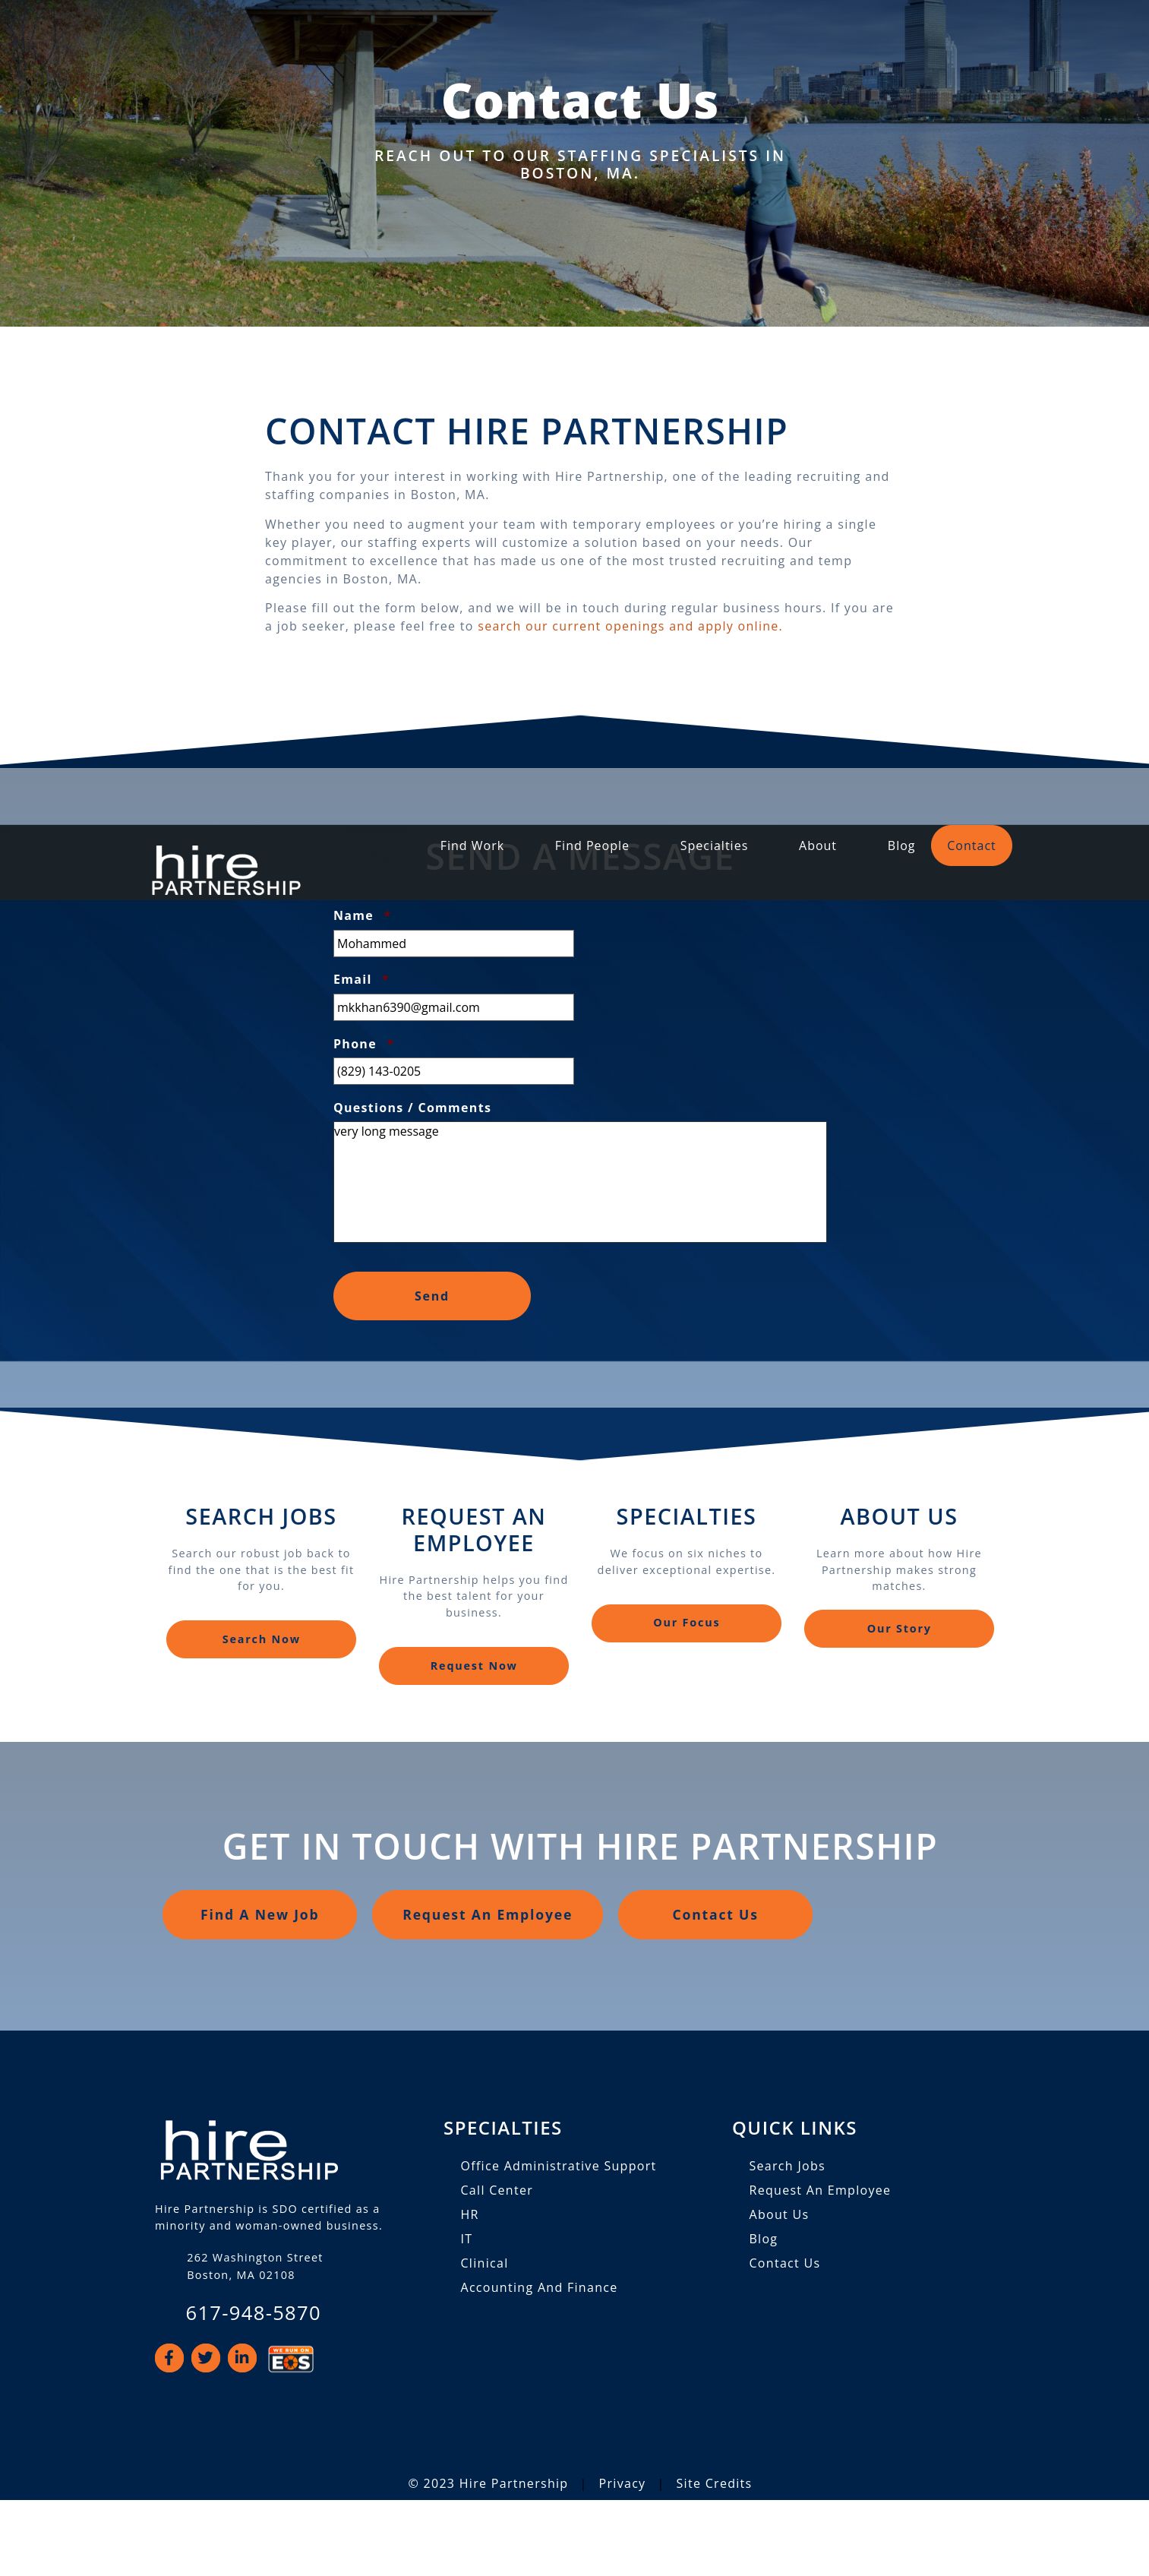 Contact Us
REACH OUT TO OUR STAFFING SPECIALISTS IN
BOSTON, MA.
CONTACT HIRE PARTNERSHIP
Thank you for your interest in working with Hire Partnership, one of the leading recruiting and
staffing companies in Boston, MA.
Whether you need to augment your team with temporary employees or you’re hiring a single
key player, our staffing experts will customize a solution based on your needs. Our
commitment to excellence that has made us one of the most trusted recruiting and temp
agencies in Boston, MA.
Please fill out the form below, and we will be in touch during regular business hours. If you are
a job seeker, please feel free to search our current openings and apply online.
hire
PARTNERSHIP
Find Work
Find People
Specialties
About
Blog
Contact
SEND A MESSAGE
Name *
Mohammed
Email *
mkkhan6390@gmail.com
Phone *
(829) 143-0205
Questions / Comments
very long message
Send
SEARCH JOBS
Search our robust job back to
find the one that is the best fit
for you.
Search Now
REQUEST AN
EMPLOYEE
Hire Partnership helps you find
the best talent for your
business.
Request Now
SPECIALTIES
We focus on six niches to
deliver exceptional expertise.
Our Focus
ABOUT US
Learn more about how Hire
Partnership makes strong
matches.
Our Story
GET IN TOUCH WITH HIRE PARTNERSHIP
Find A New Job
Request An Employee
Contact Us
hire
PARTNERSHIP
Hire Partnership is SDO certified as a
minority and woman-owned business.
262 Washington Street
Boston, MA 02108
617-948-5870
WE RUN ON
EOS
SPECIALTIES
Office Administrative Support
Call Center
HR
IT
Clinical
Accounting And Finance
QUICK LINKS
Search Jobs
Request An Employee
About Us
Blog
Contact Us
© 2023 Hire Partnership | Privacy | Site Credits